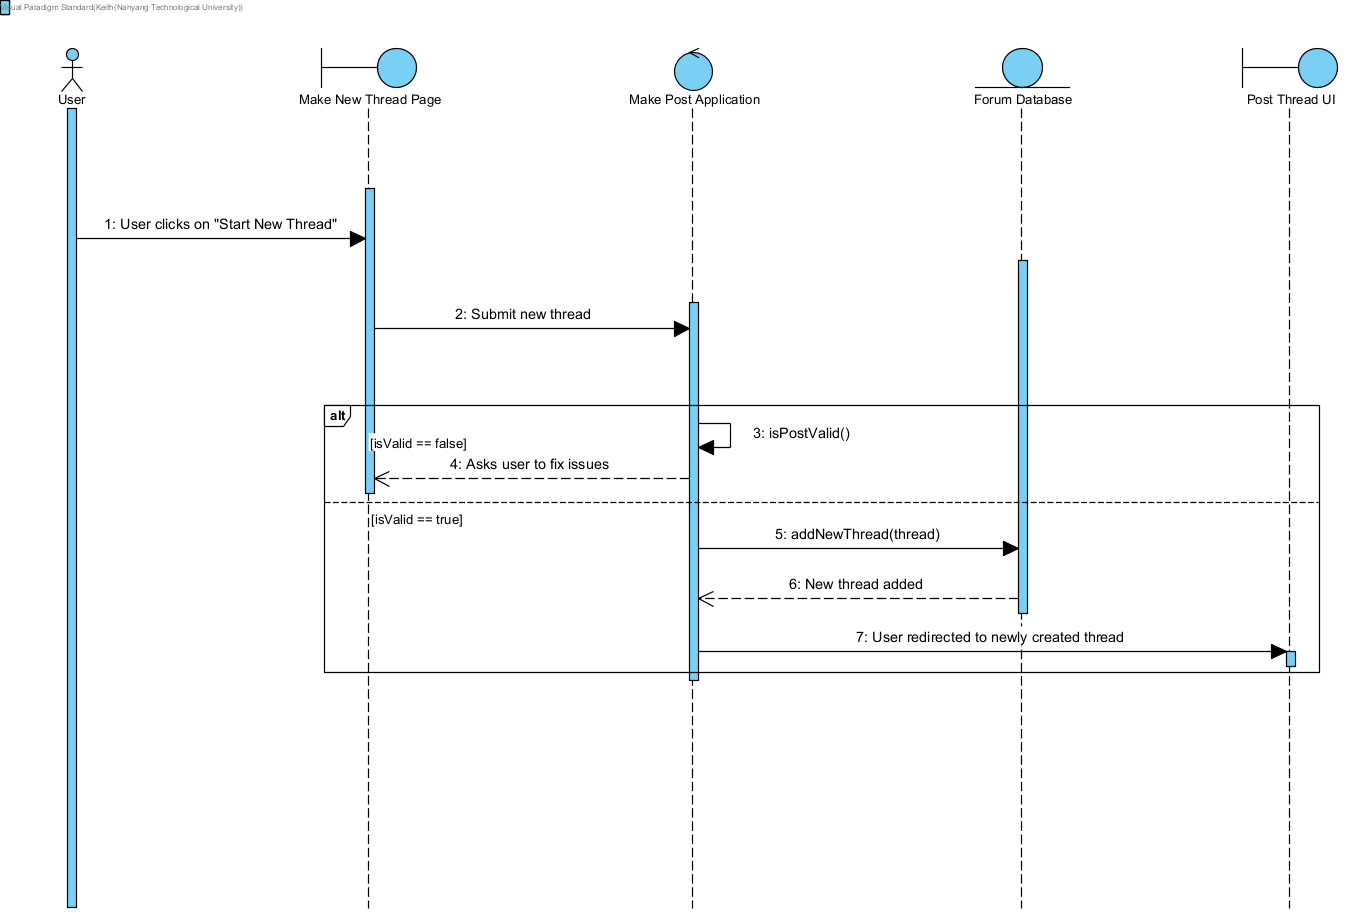 Visual Paradigm Standard(Keith(Nanyang Technological University))
User
Make New Thread Page
Make Post Application
Forum Database
Post Thread UI
1: User clicks on "Start New Thread"
2: Submit new thread
alt
3: isPostValid()
[isValid == false]
4: Asks user to fix issues
[isValid == true]
5: addNewThread(thread)
6: New thread added
7: User redirected to newly created thread